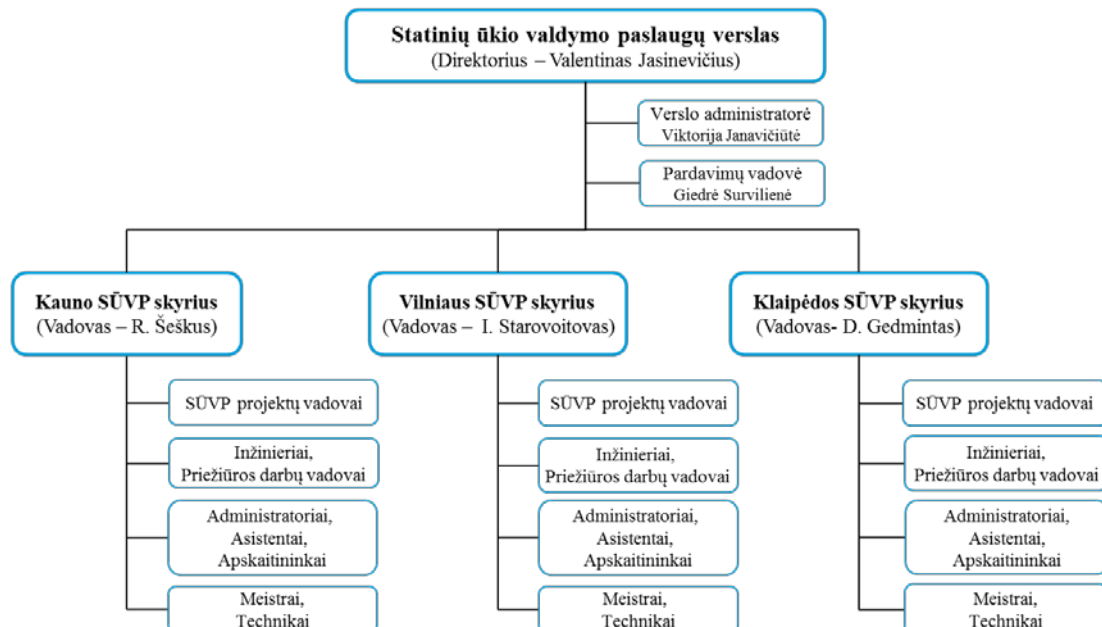 Statinių ūkio valdymo paslaugų verslas
(Direktorius – Valentinas Jasinevičius)
Verslo administratorė
Viktorija Janavičiūtė
Pardavimų vadovė
Giedrė Survilienė
Kauno SŪVP skyrius
(Vadovas – R. Šeškus)
SŪVP projektų vadovai
Inžinieriai,
Priežiūros darbų vadovai
Administratoriai,
Asistentai,
Apskaitininkai
Meistrai,
Technikai
Vilniaus SŪVP skyrius
(Vadovas – I. Starovoitovas)
SŪVP projektų vadovai
Inžinieriai,
Priežiūros darbų vadovai
Administratoriai,
Asistentai,
Apskaitininkai
Meistrai,
Technikai
Klaipėdos SŪVP skyrius
(Vadovas- D. Gedmintas)
SŪVP projektų vadovai
Inžinieriai,
Priežiūros darbų vadovai
Administratoriai,
Asistentai,
Apskaitininkai
Meistrai,
Technikai